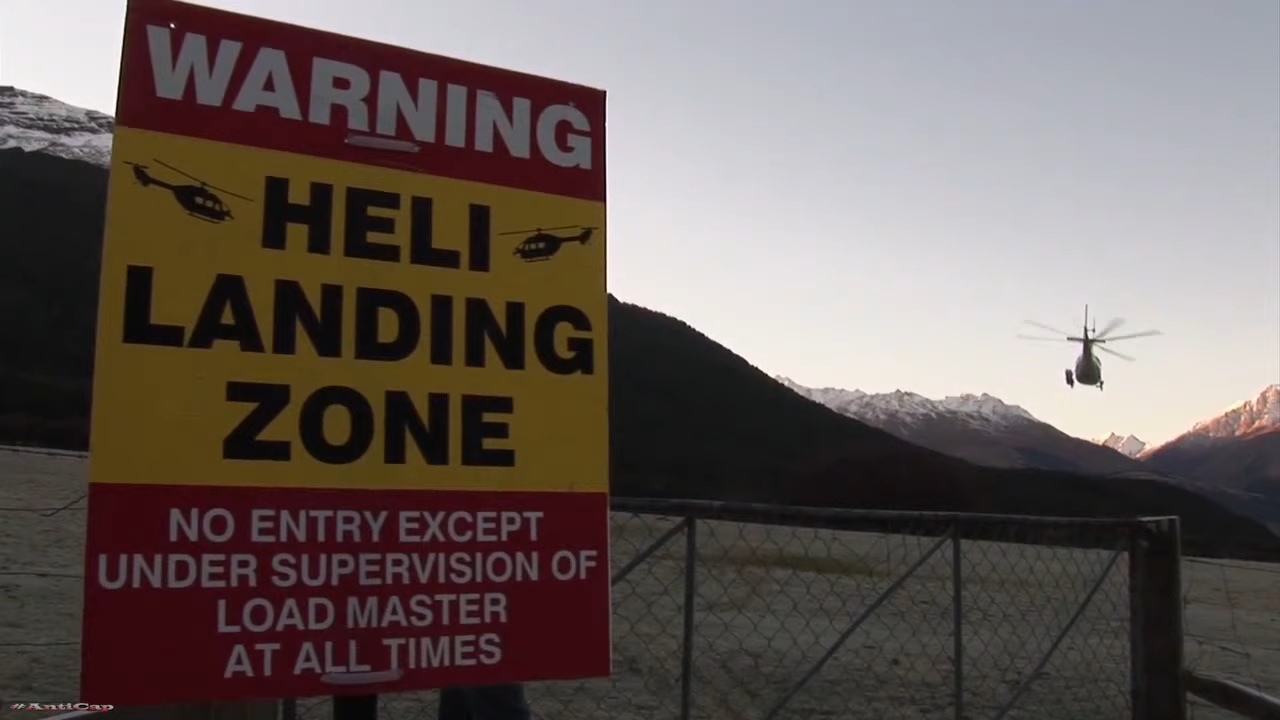 WARNING
HELI
LANDING
ZONE
NO ENTRY EXCEPT
UNDER SUPERVISION OF
LOAD MASTER
AT ALL TIMES
#AntiCap